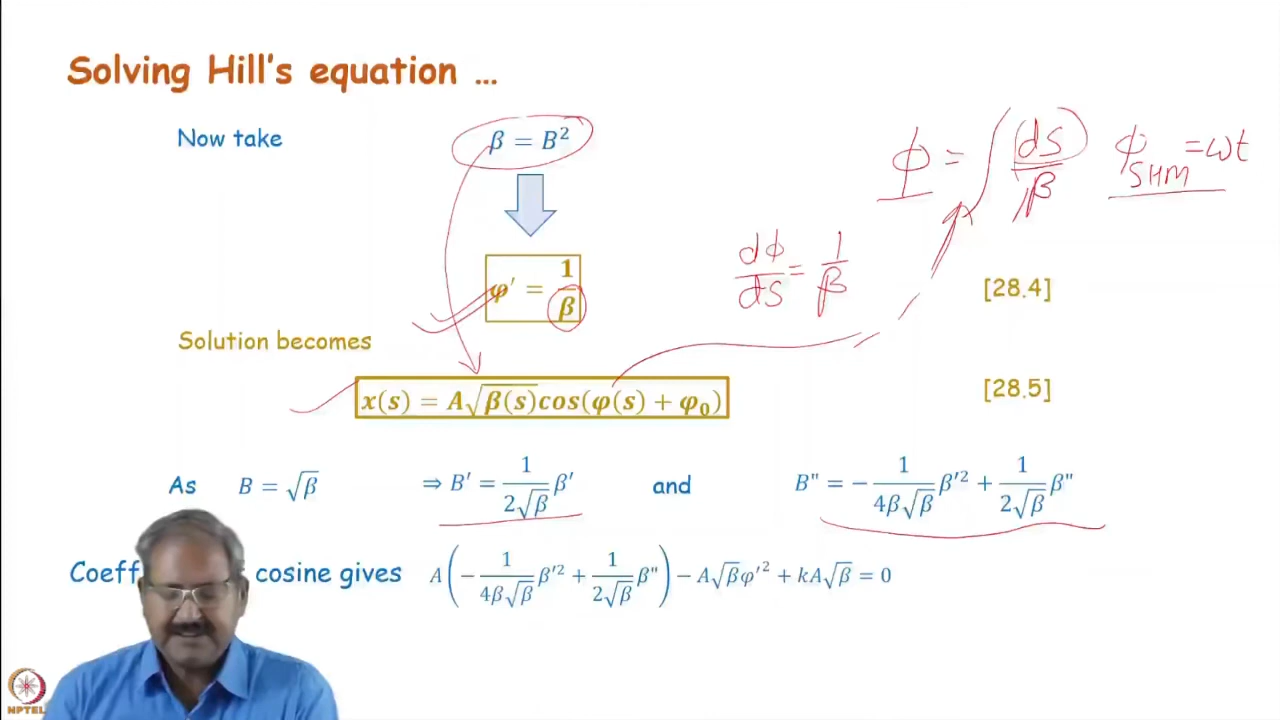 Solving Hill's equation ...
Now take β = B²
φ = ∫ ds/β φ_SHM = ωt
φ' = 1/β
dφ/ds = 1/β
[28.4]
Solution becomes
x(s) = A√β(s)cos(φ(s) + φ₀)
[28.5]
As B = √β ⇒ B' = 1/(2√β) β' and B" = − 1/(4β√β) β'² + 1/(2√β) β"
Coeff cosine gives A(− 1/(4β√β) β'² + 1/(2√β) β") − A√βφ'² + kA√β = 0
NPTEL